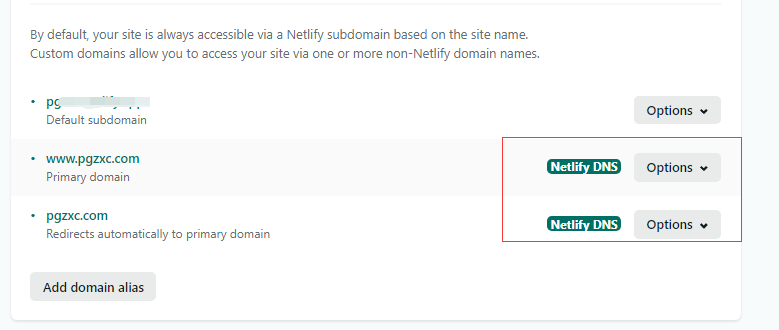 By default, your site is always accessible via a Netlify subdomain based on the site name.
Custom domains allow you to access your site via one or more non-Netlify domain names.
Options
Default subdomain
www.pgzxc.com
Netlify DNS
Options
Primary domain
pgzxc.com
Netlify DNS
Options
Redirects automatically to primary domain
Add domain alias